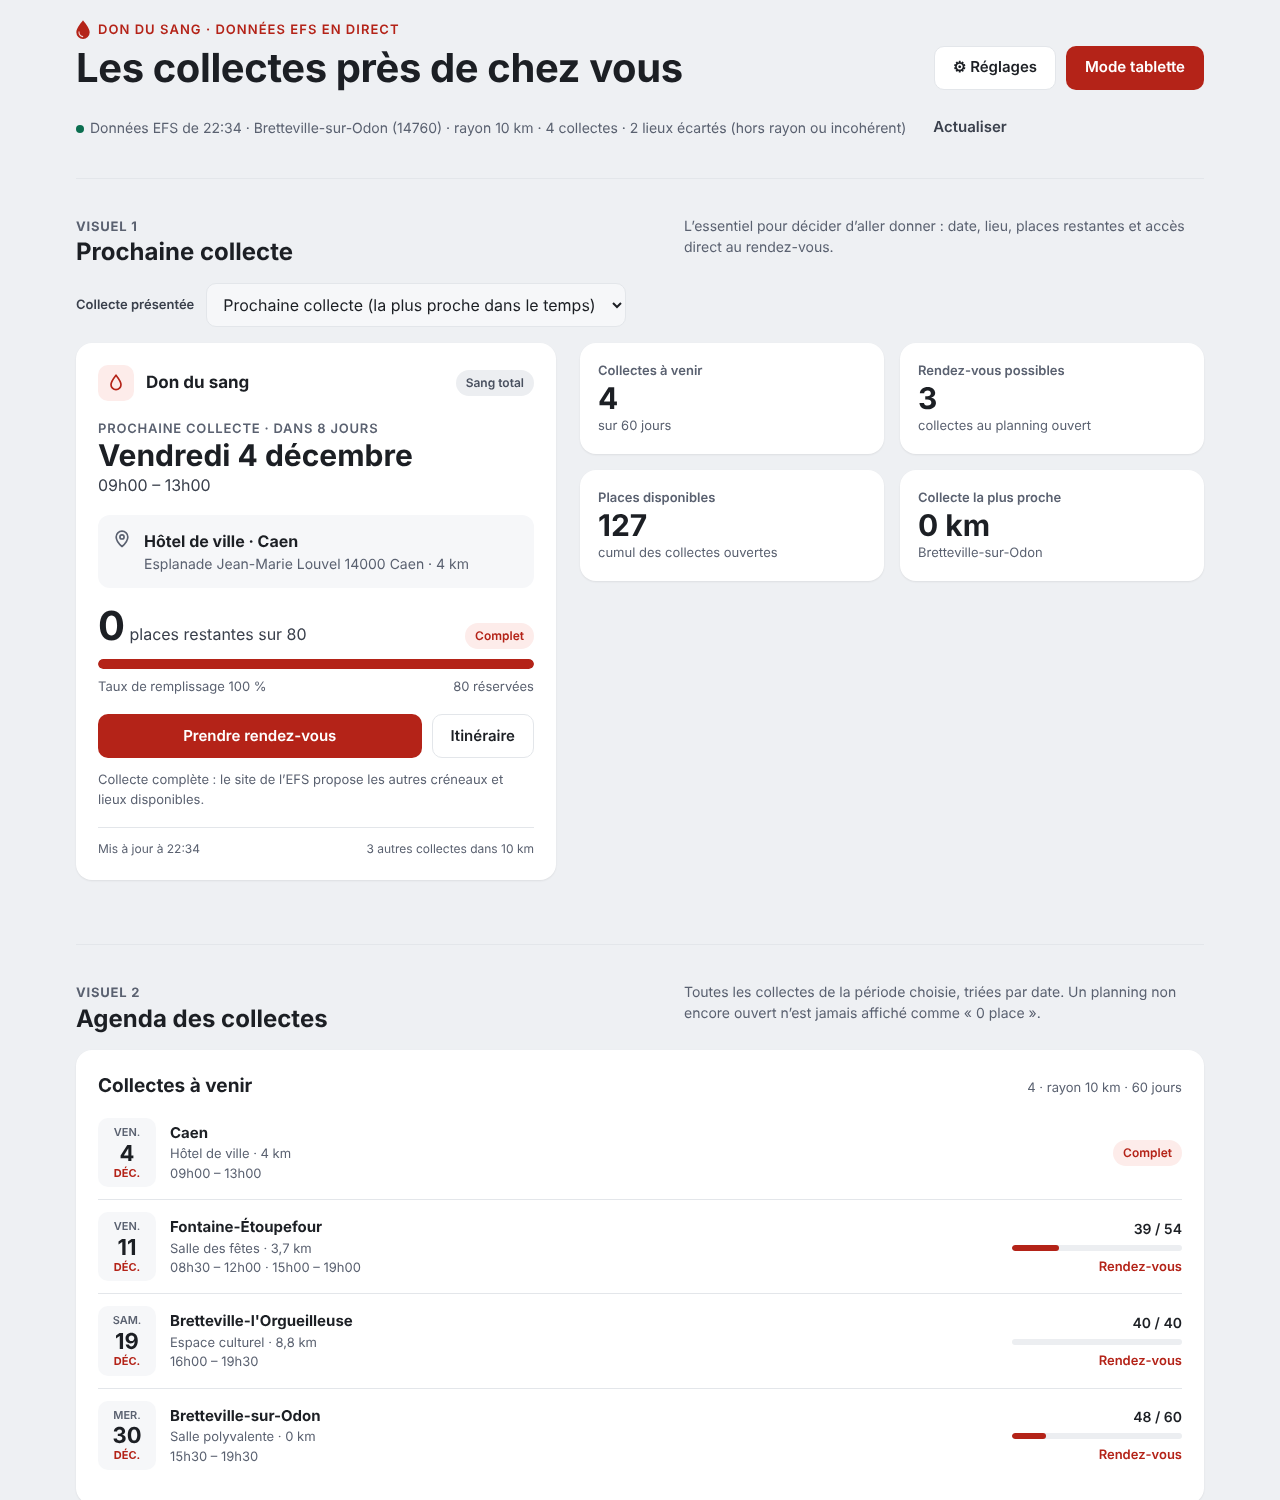 DON DU SANG · DONNÉES EFS EN DIRECT
Les collectes près de chez vous
⚙ Réglages
Mode tablette
Données EFS de 22:34 · Bretteville-sur-Odon (14760) · rayon 10 km · 4 collectes · 2 lieux écartés (hors rayon ou incohérent)
Actualiser
VISUEL 1
Prochaine collecte
L’essentiel pour décider d’aller donner : date, lieu, places restantes et accès
direct au rendez-vous.
Collecte présentée
Prochaine collecte (la plus proche dans le temps)
Don du sang
Sang total
PROCHAINE COLLECTE · DANS 8 JOURS
Vendredi 4 décembre
09h00 – 13h00
Hôtel de ville · Caen
Esplanade Jean-Marie Louvel 14000 Caen · 4 km
0 places restantes sur 80
Complet
Taux de remplissage 100 %
80 réservées
Prendre rendez-vous
Itinéraire
Collecte complète : le site de l’EFS propose les autres créneaux et
lieux disponibles.
Mis à jour à 22:34
3 autres collectes dans 10 km
Collectes à venir
4
sur 60 jours
Rendez-vous possibles
3
collectes au planning ouvert
Places disponibles
127
cumul des collectes ouvertes
Collecte la plus proche
0 km
Bretteville-sur-Odon
VISUEL 2
Agenda des collectes
Toutes les collectes de la période choisie, triées par date. Un planning non
encore ouvert n’est jamais affiché comme « 0 place ».
Collectes à venir
4 · rayon 10 km · 60 jours
VEN.
4
DÉC.
Caen
Hôtel de ville · 4 km
09h00 – 13h00
Complet
VEN.
11
DÉC.
Fontaine-Étoupefour
Salle des fêtes · 3,7 km
08h30 – 12h00 · 15h00 – 19h00
39 / 54
Rendez-vous
SAM.
19
DÉC.
Bretteville-l'Orgueilleuse
Espace culturel · 8,8 km
16h00 – 19h30
40 / 40
Rendez-vous
MER.
30
DÉC.
Bretteville-sur-Odon
Salle polyvalente · 0 km
15h30 – 19h30
48 / 60
Rendez-vous